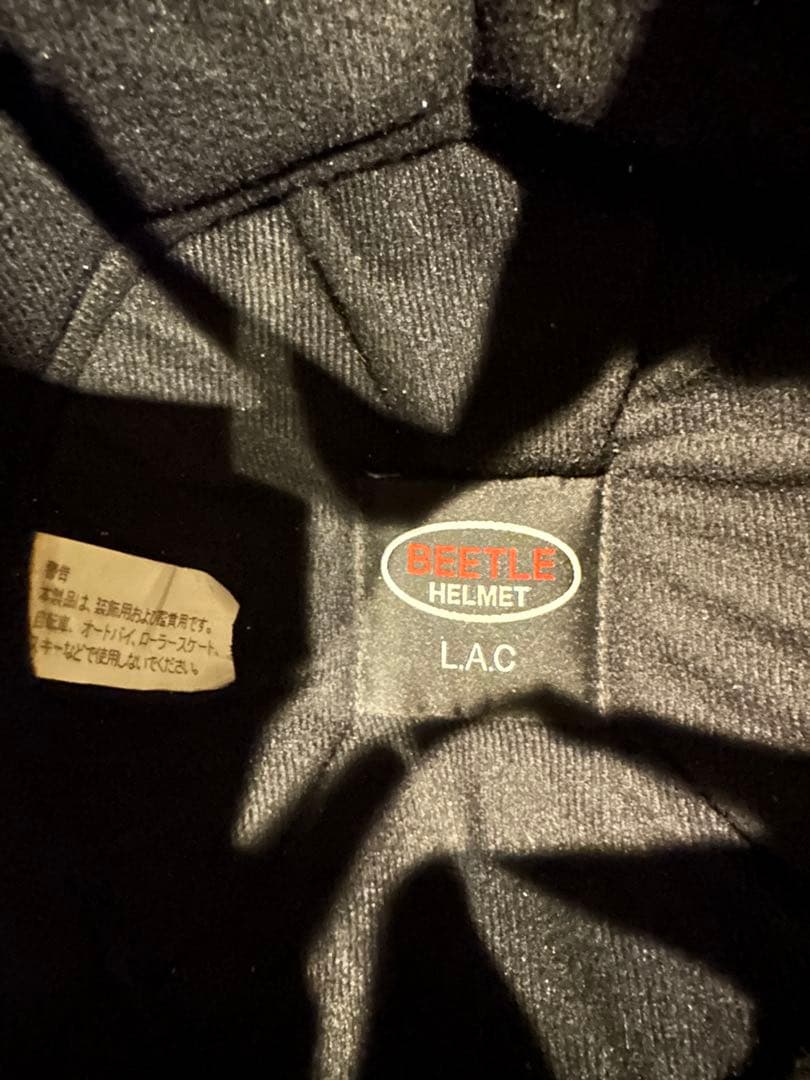 警告
本製品は、装飾用および鑑賞用です。
自転車、オートバイ、ローラースケート、
スキーなどで使用しないでください。
BEETLE
HELMET
L.A.C